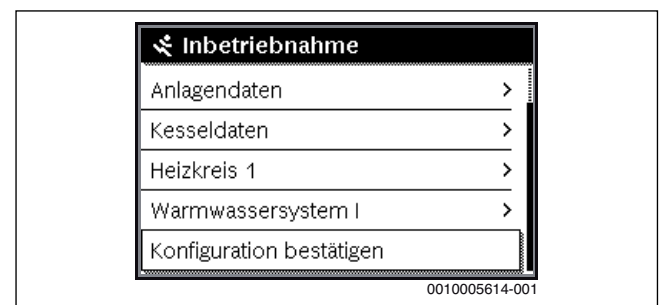 Inbetriebnahme
Anlagendaten >
Kesseldaten >
Heizkreis 1 >
Warmwassersystem I >
Konfiguration bestätigen
0010005614-001